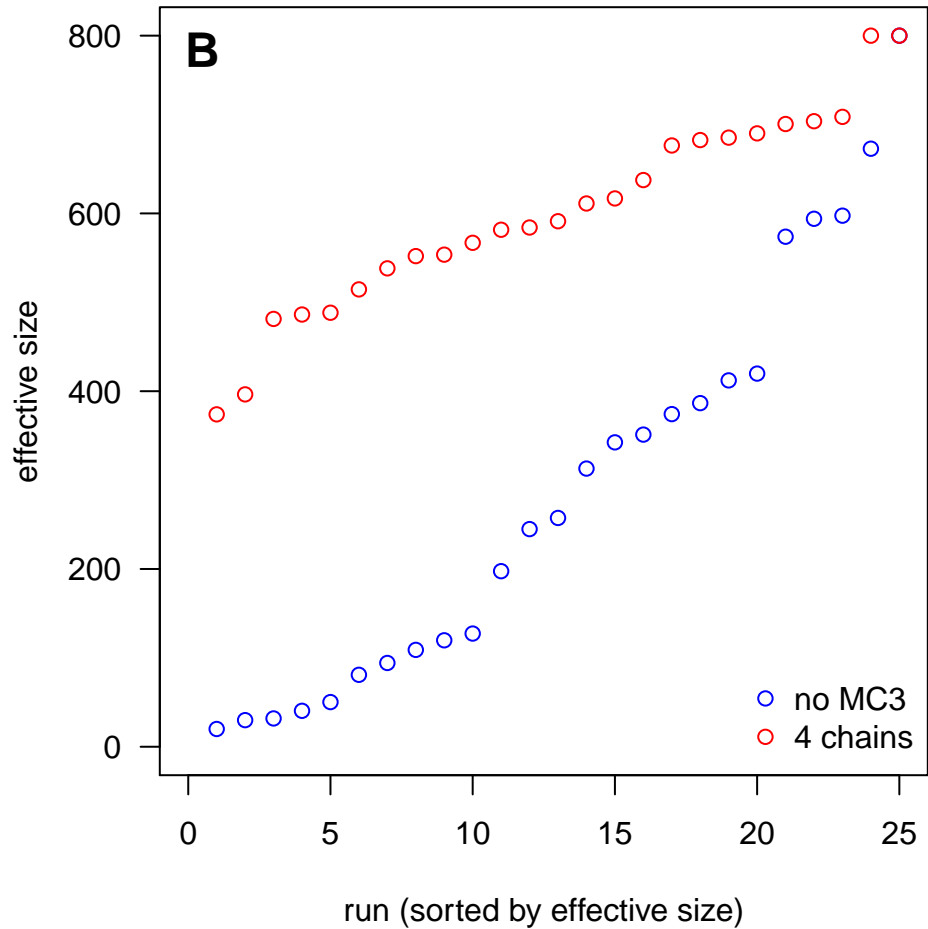 B
800
600
400
200
0
effective size
no MC3
4 chains
0 5 10 15 20 25
run (sorted by effective size)